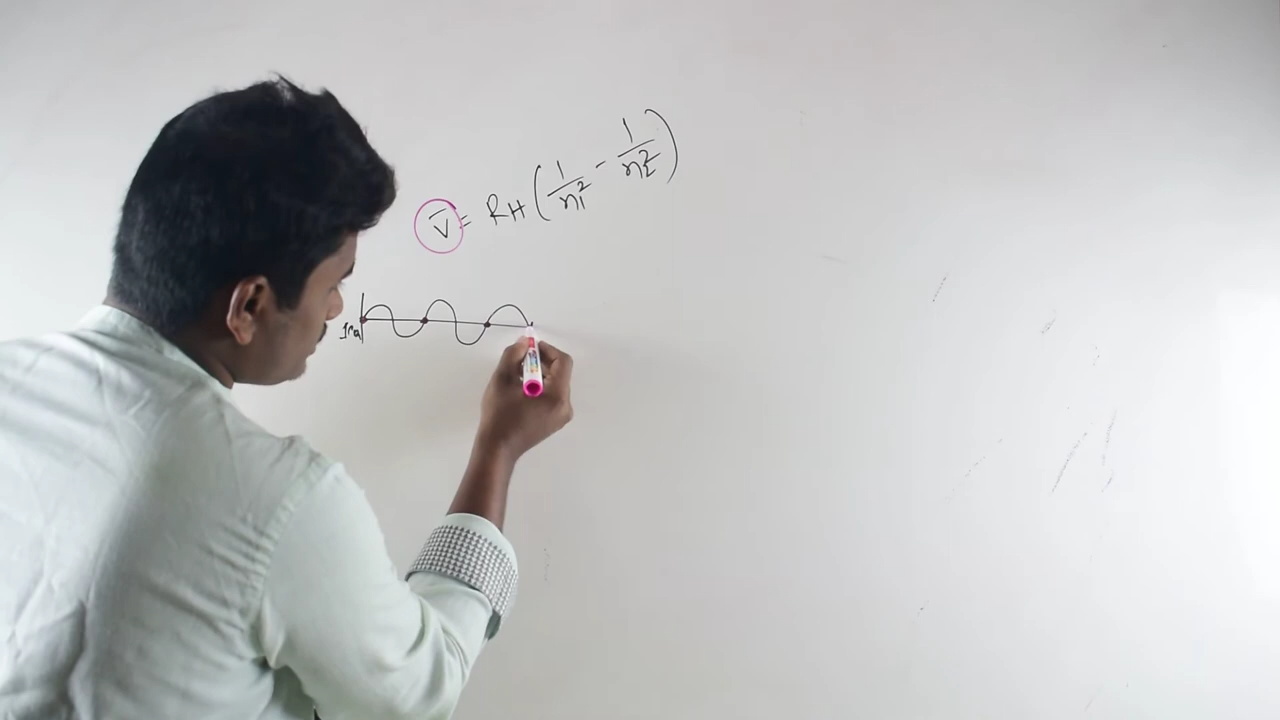 V̄ = RH (1/n1² - 1/n2²)